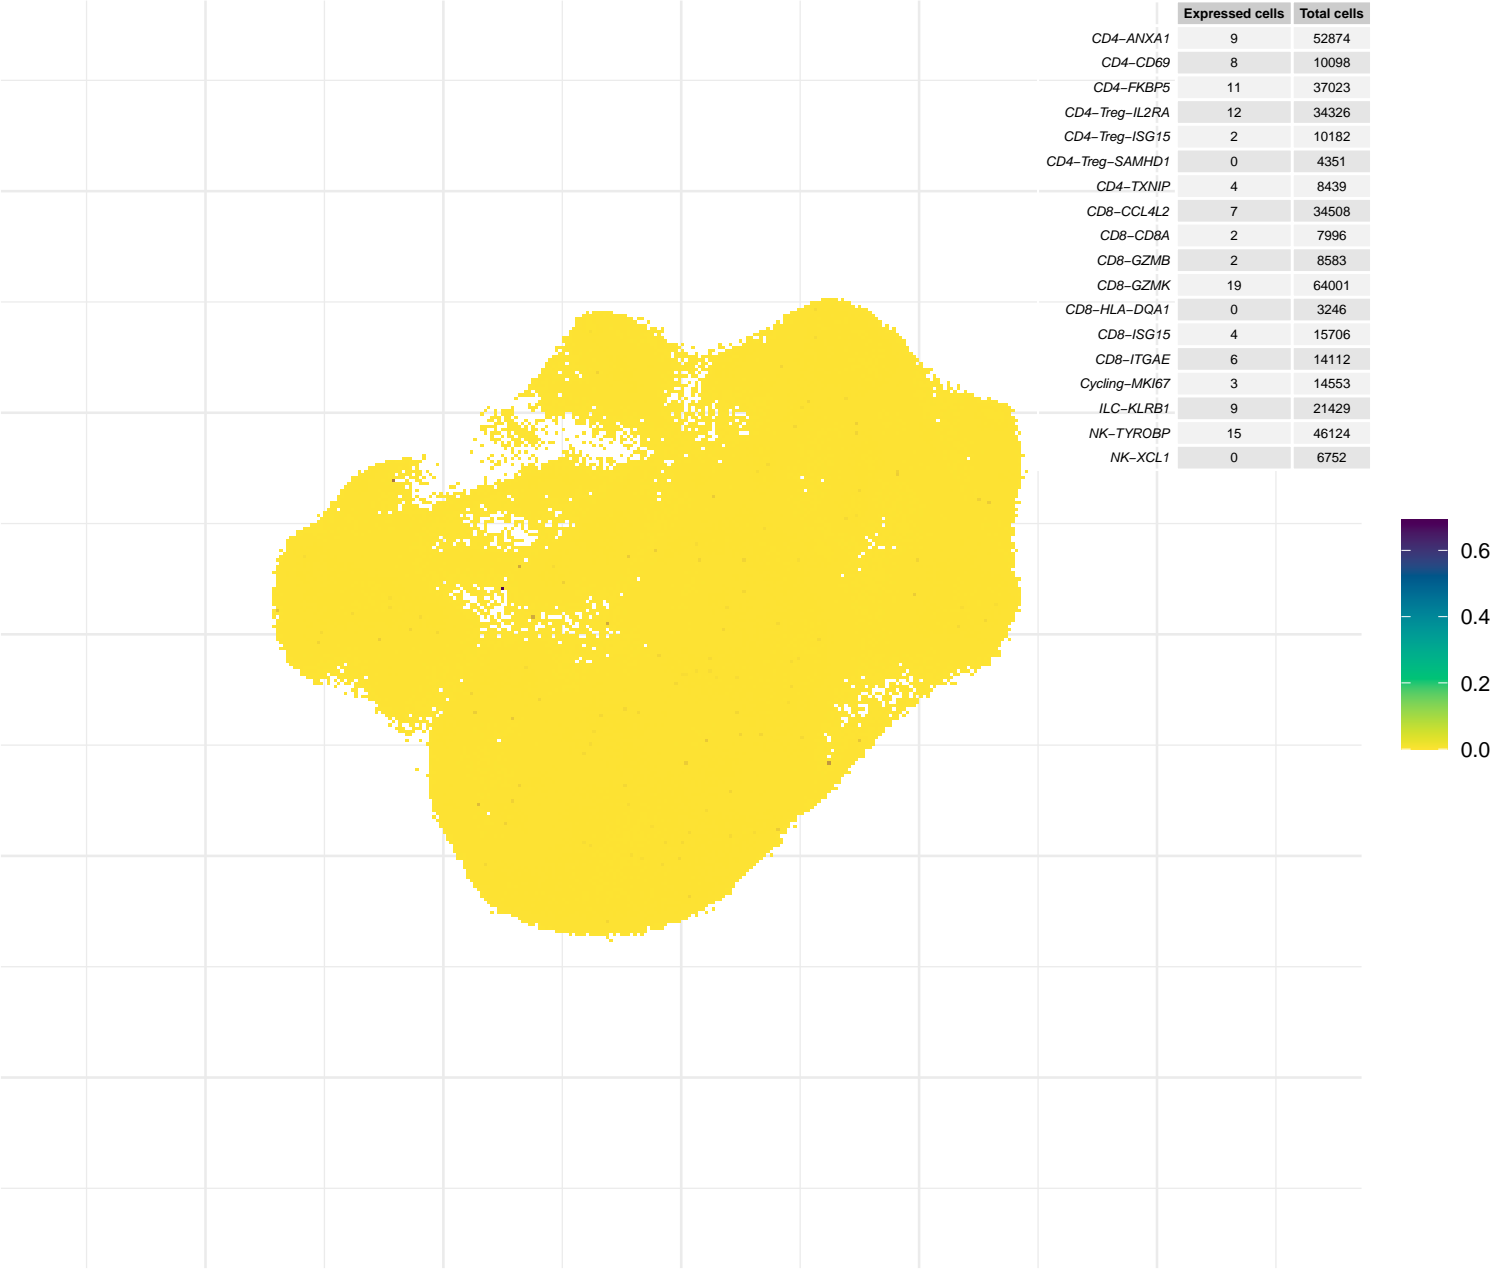 Expressed cells Total cells
CD4−ANXA1 9 52874
CD4−CD69 8 10098
CD4−FKBP5 11 37023
CD4−Treg−IL2RA 12 34326
CD4−Treg−ISG15 2 10182
CD4−Treg−SAMHD1 0 4351
CD4−TXNIP 4 8439
CD8−CCL4L2 7 34508
CD8−CD8A 2 7996
CD8−GZMB 2 8583
CD8−GZMK 19 64001
CD8−HLA−DQA1 0 3246
CD8−ISG15 4 15706
CD8−ITGAE 6 14112
Cycling−MKI67 3 14553
ILC−KLRB1 9 21429
NK−TYROBP 15 46124
NK−XCL1 0 6752
0.6
0.4
0.2
0.0